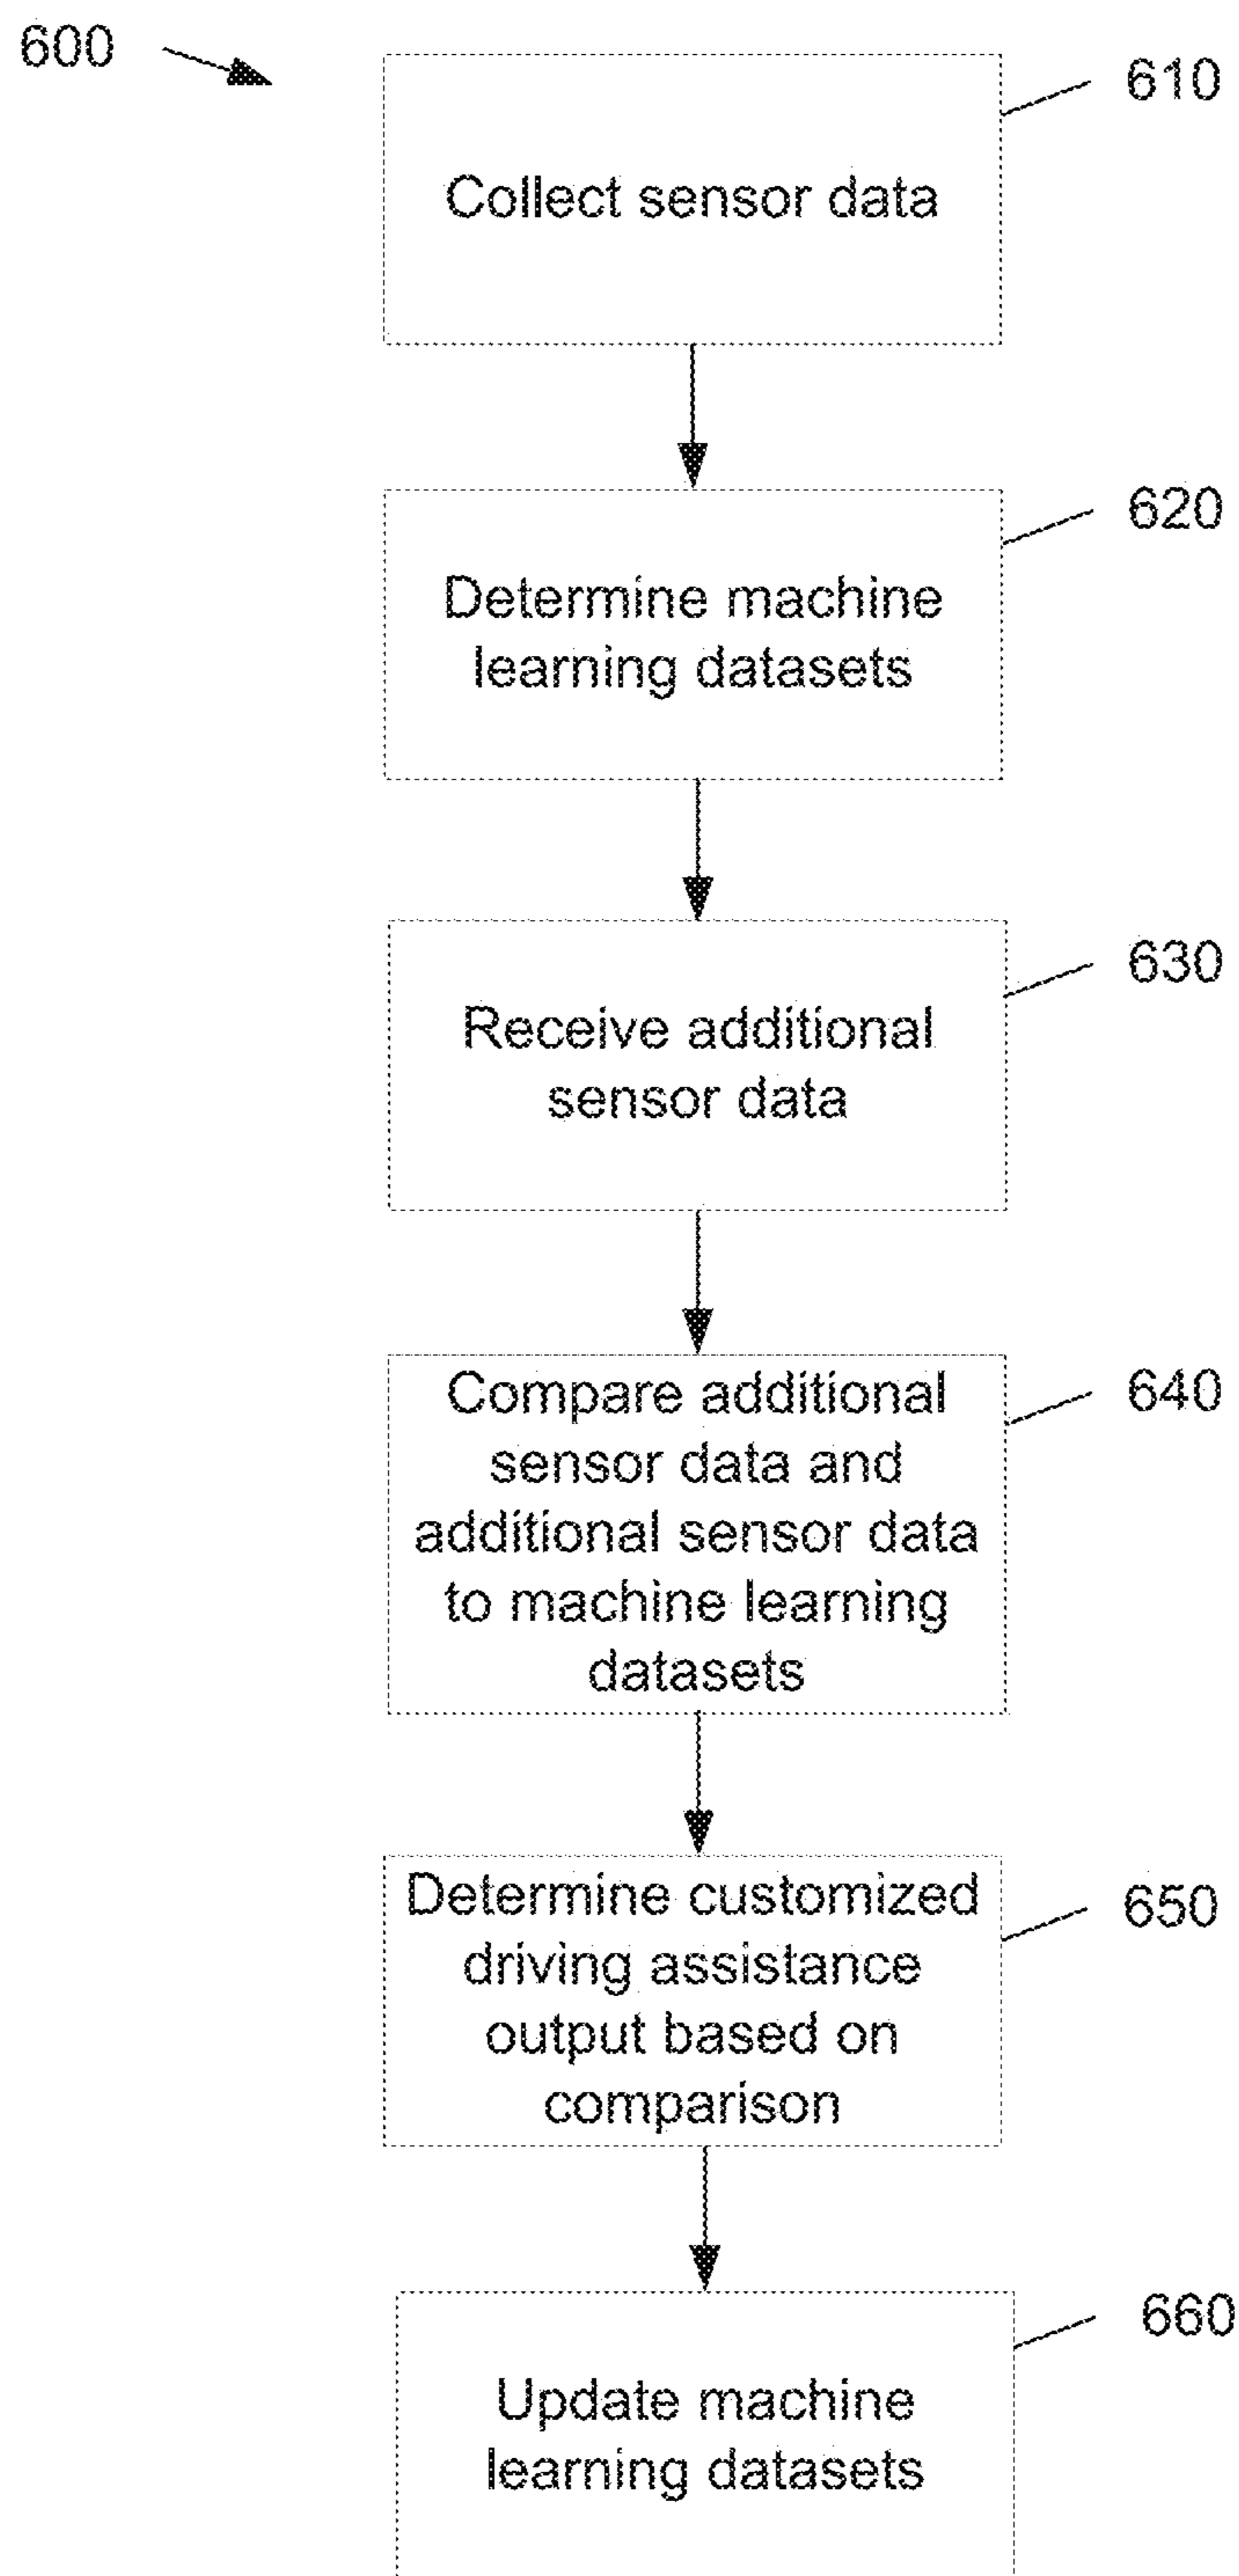 600
610
Collect sensor data
620
Determine machine
learning datasets
630
Receive additional
sensor data
640
Compare additional
sensor data and
additional sensor data
to machine learning
datasets
650
Determine customized
driving assistance
output based on
comparison
660
Update machine
learning datasets